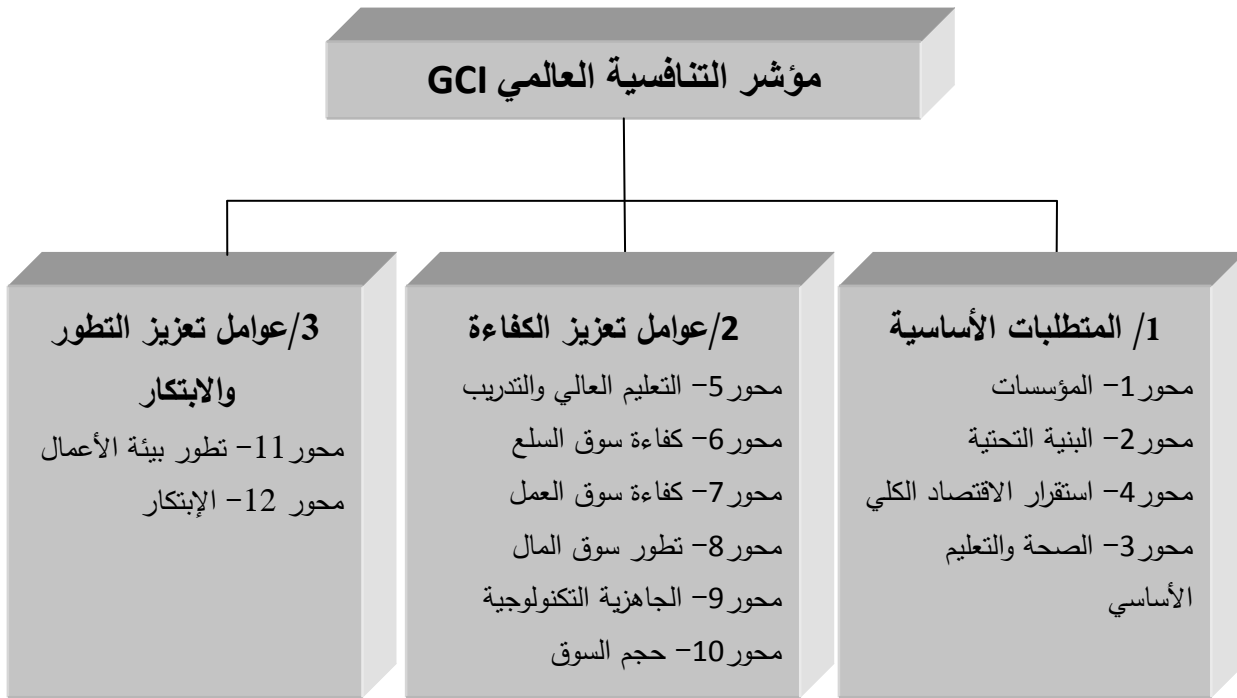 مؤشر التنافسية العالمي GCI
1/ المتطلبات الأساسية
محور1- المؤسسات
محور2- البنية التحتية
محور4- استقرار الاقتصاد الكلي
محور3- الصحة والتعليم
الأساسي
2/عوامل تعزيز الكفاءة
محور5- التعليم العالي والتدريب
محور6- كفاءة سوق السلع
محور7- كفاءة سوق العمل
محور8- تطور سوق المال
محور9- الجاهزية التكنولوجية
محور10- حجم السوق
3/عوامل تعزيز التطور
والابتكار
محور11- تطور بيئة الأعمال
محور 12- الإبتكار